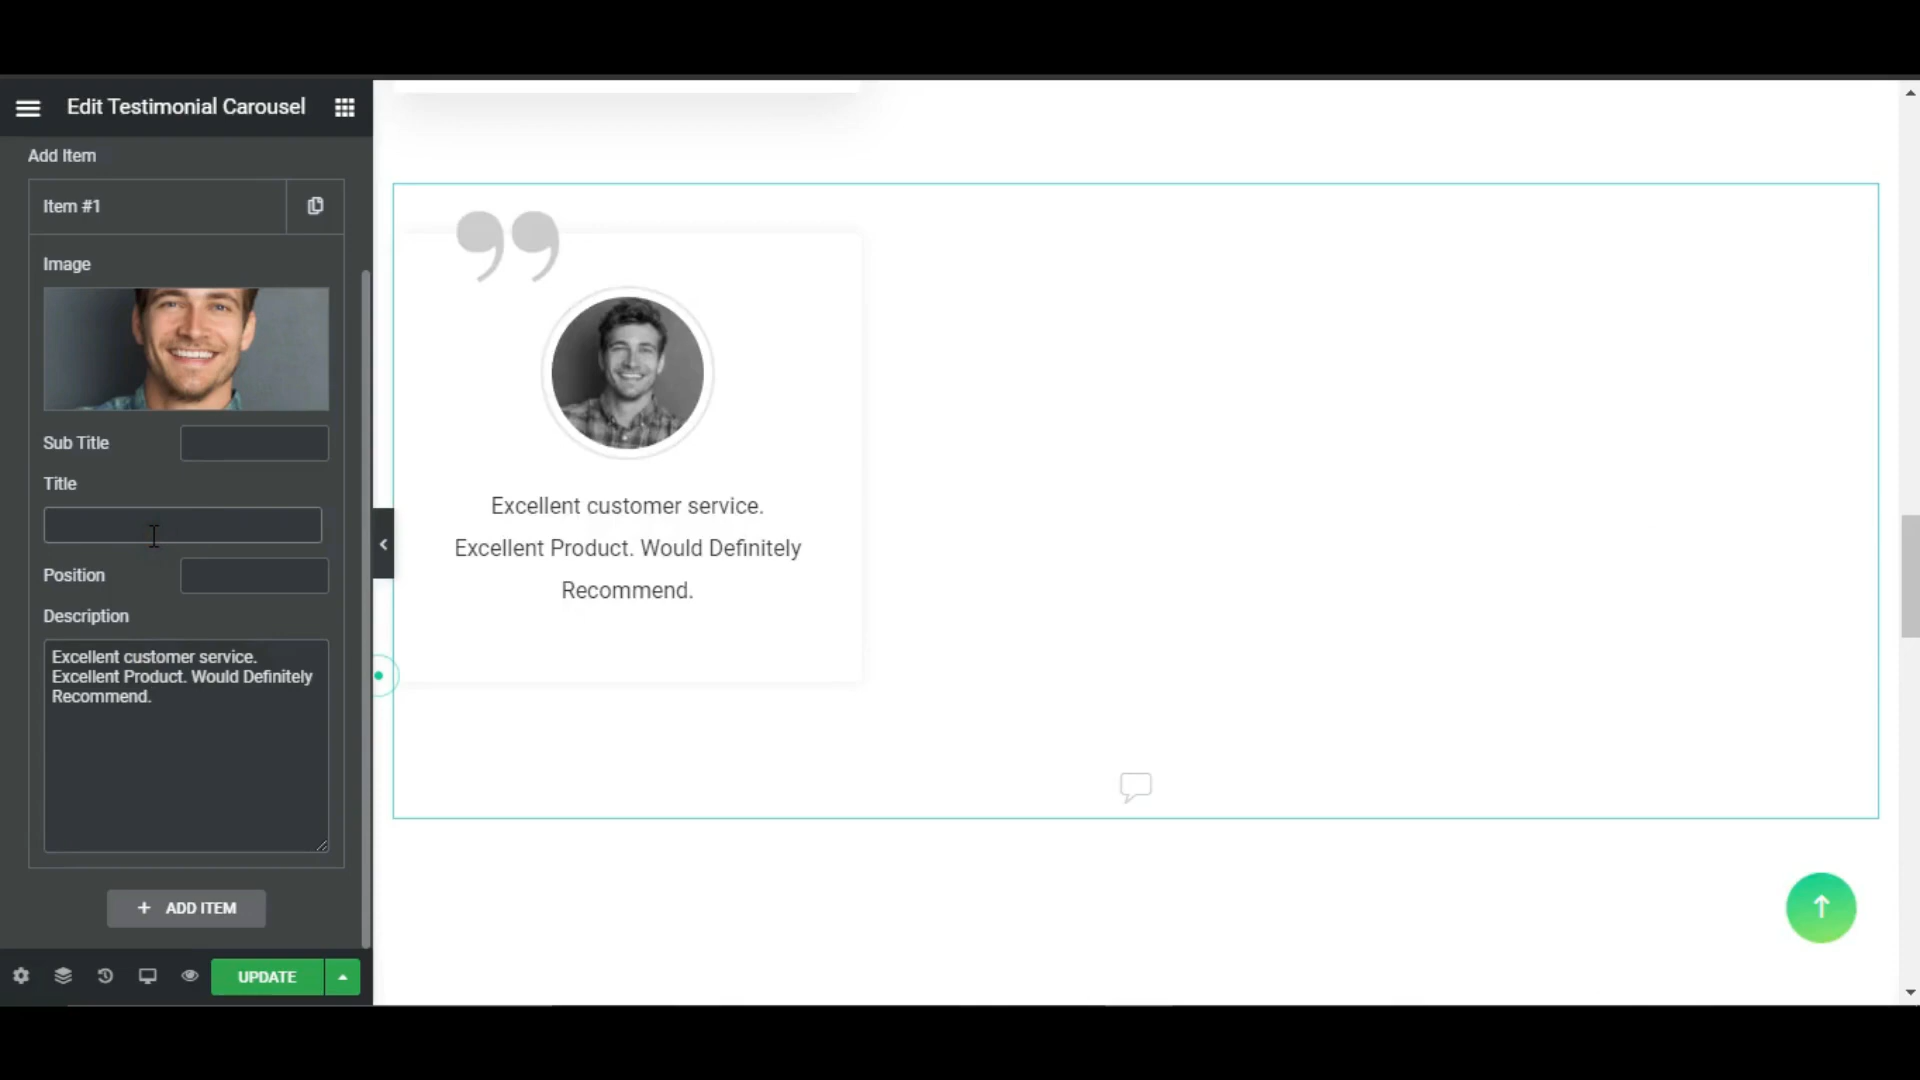 Edit Testimonial Carousel
Add Item
Item #1
Image
Sub Title
Title
Position
Description
Excellent customer service.
Excellent Product. Would Definitely
Recommend.
+ ADD ITEM
UPDATE
Excellent customer service.
Excellent Product. Would Definitely
Recommend.